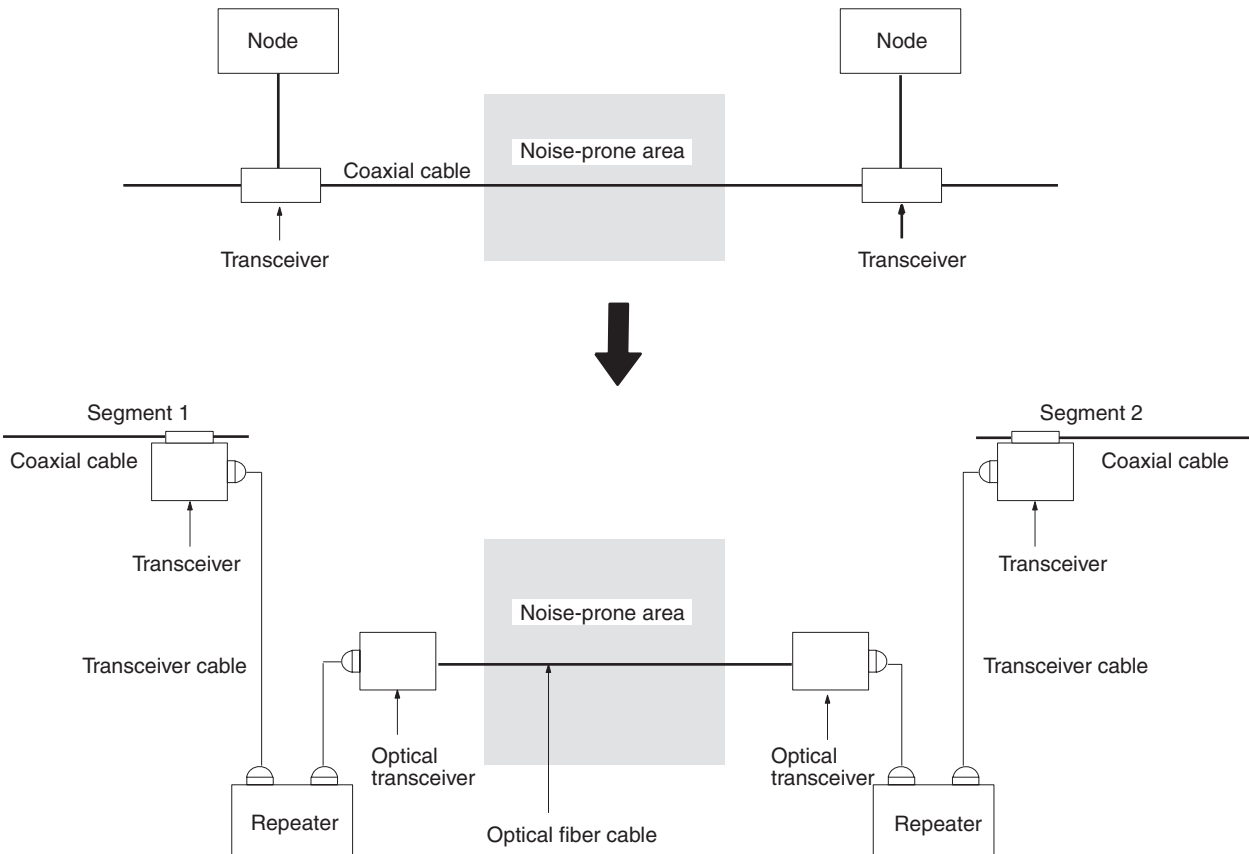 Node
Node
Noise-prone area
Coaxial cable
Transceiver
Transceiver
Segment 1
Segment 2
Coaxial cable
Coaxial cable
Transceiver
Transceiver
Noise-prone area
Transceiver cable
Transceiver cable
Optical
transceiver
Optical
transceiver
Repeater
Optical fiber cable
Repeater